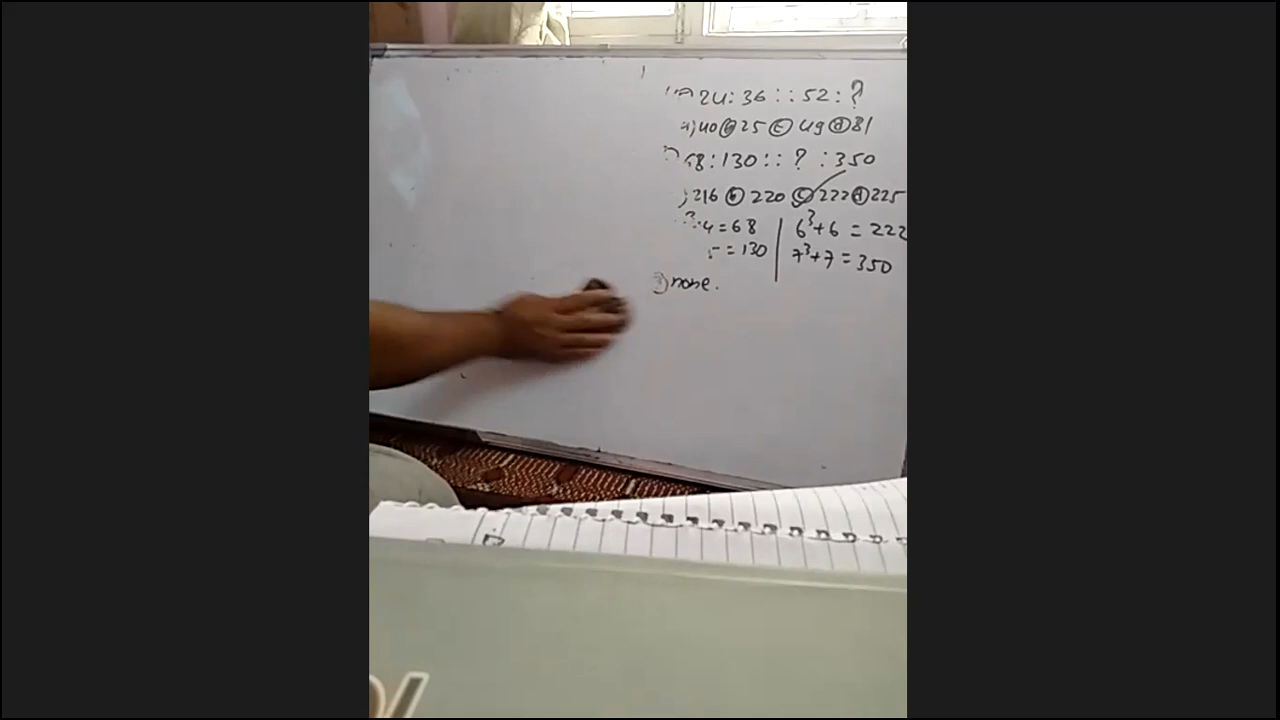 24:36::52:?
a)40 (b) 25 (c) 49 (d) 81
68:130::?:350
)216 (b) 220 (c) 222 (d) 225
4=68 | 6³+6=222
5=130 | 7³+7=350
none.